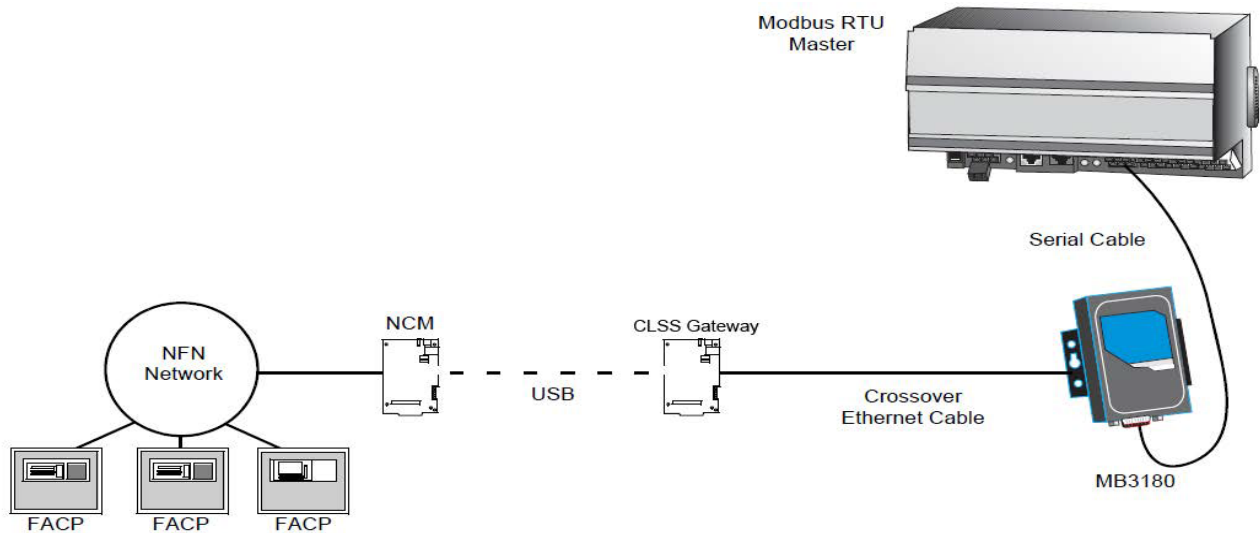 Modbus RTU
Master
Serial Cable
NCM
CLSS Gateway
NFN
Network
USB
Crossover
Ethernet Cable
MB3180
FACP
FACP
FACP